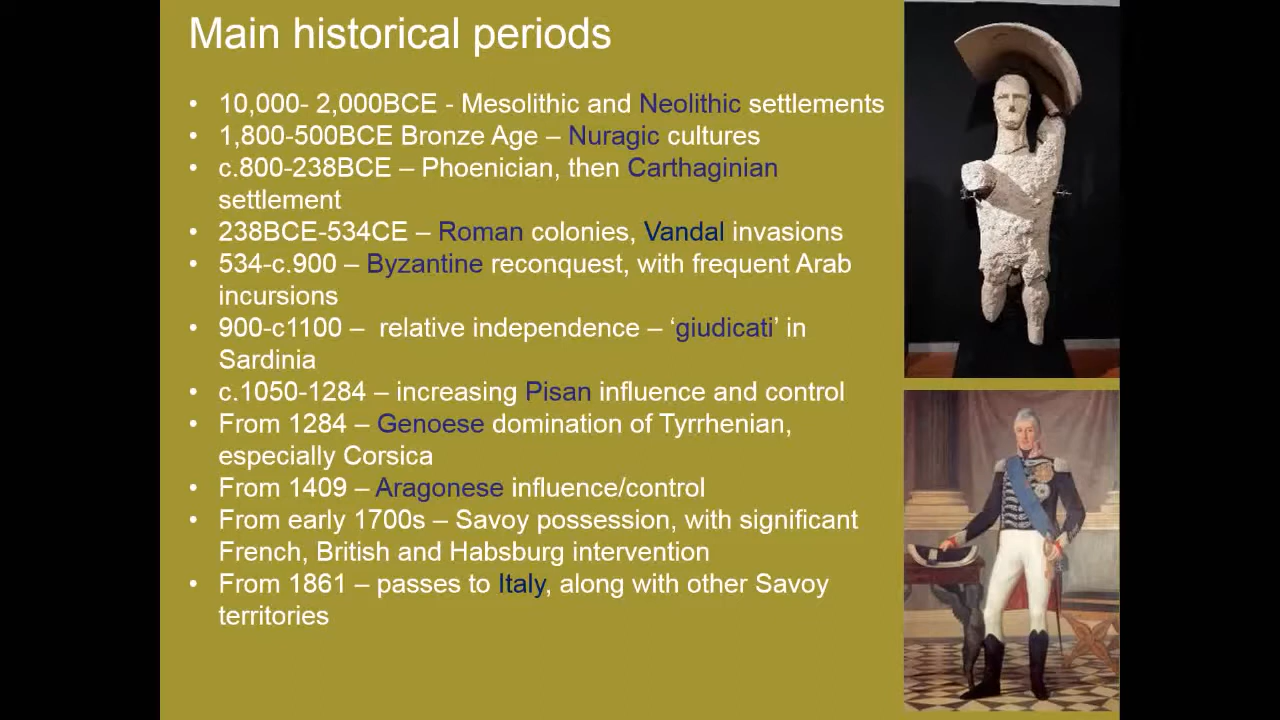 Main historical periods
• 10,000- 2,000BCE - Mesolithic and Neolithic settlements
• 1,800-500BCE Bronze Age – Nuragic cultures
• c.800-238BCE – Phoenician, then Carthaginian
settlement
• 238BCE-534CE – Roman colonies, Vandal invasions
• 534-c.900 – Byzantine reconquest, with frequent Arab
incursions
• 900-c1100 –  relative independence – ‘giudicati’ in
Sardinia
• c.1050-1284 – increasing Pisan influence and control
• From 1284 – Genoese domination of Tyrrhenian,
especially Corsica
• From 1409 – Aragonese influence/control
• From early 1700s – Savoy possession, with significant
French, British and Habsburg intervention
• From 1861 – passes to Italy, along with other Savoy
territories